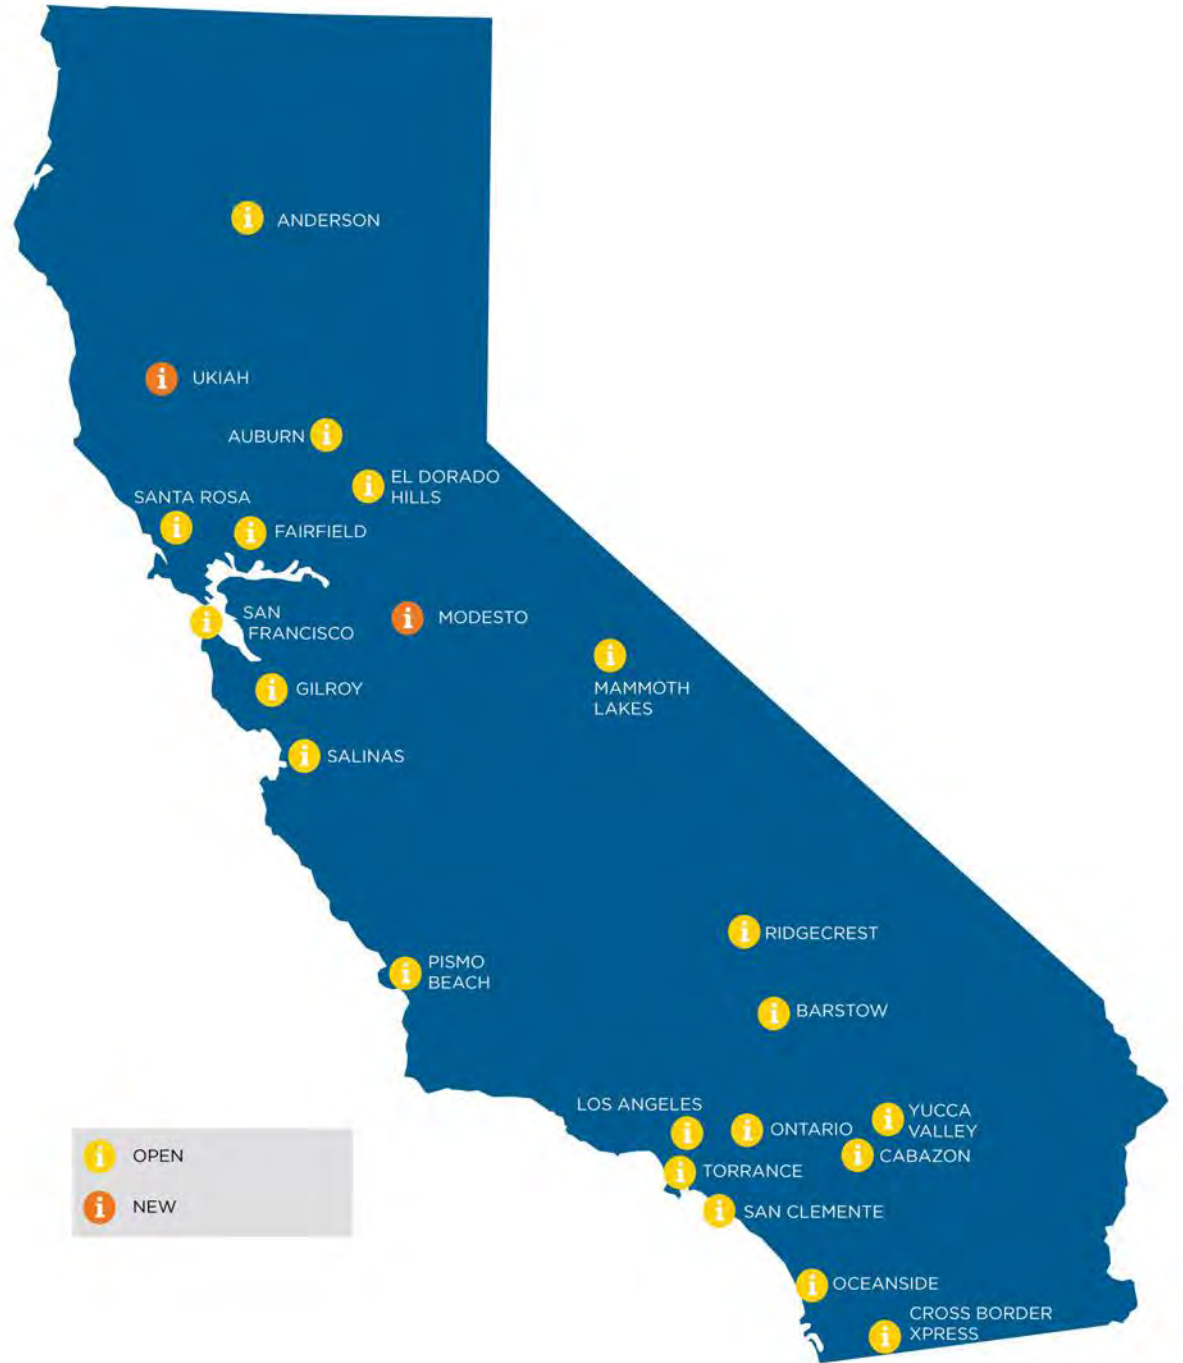 ANDERSON
UKIAH
AUBURN
EL DORADO
HILLS
SANTA ROSA
FAIRFIELD
SAN
FRANCISCO
MODESTO
MAMMOTH
LAKES
GILROY
SALINAS
RIDGECREST
PISMO
BEACH
BARSTOW
LOS ANGELES
ONTARIO
YUCCA
VALLEY
CABAZON
TORRANCE
SAN CLEMENTE
OCEANSIDE
CROSS BORDER
XPRESS
OPEN
NEW